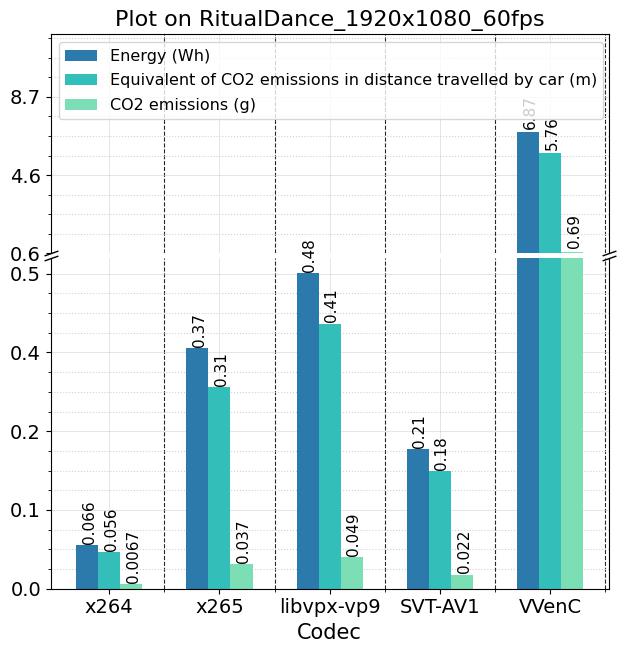 Plot on RitualDance_1920x1080_60fps
Energy (Wh)
Equivalent of CO2 emissions in distance travelled by car (m)
CO2 emissions (g)
8.7
4.6
0.6
0.5
0.4
0.2
0.1
0.0
0.066
0.056
0.0067
0.37
0.31
0.037
0.48
0.41
0.049
0.21
0.18
0.022
6.87
5.76
0.69
x264
x265
libvpx-vp9
SVT-AV1
VVenC
Codec